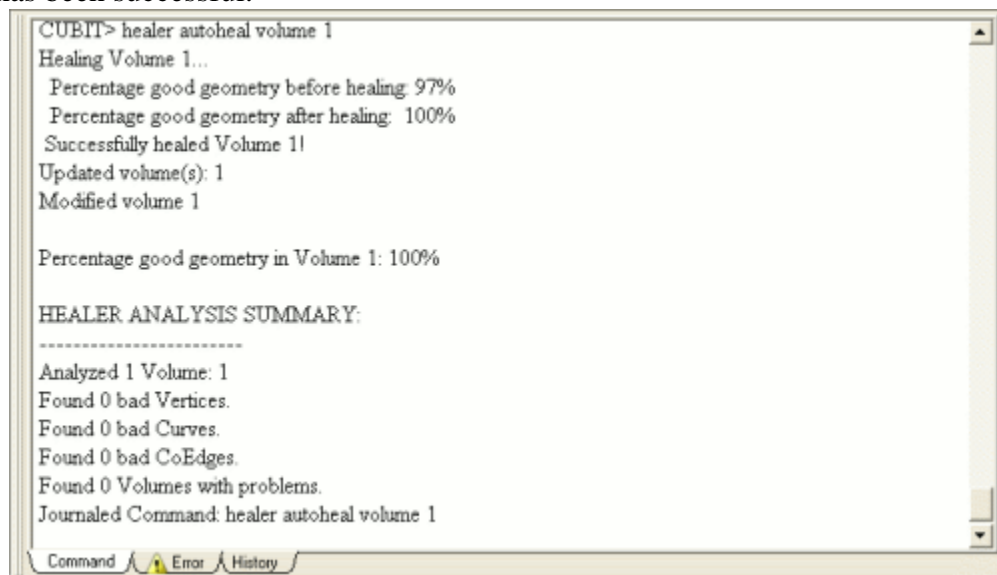 has been successful.
CUBIT> healer autoheal volume 1
Healing Volume 1...
Percentage good geometry before healing: 97%
Percentage good geometry after healing: 100%
Successfully healed Volume 1!
Updated volume(s): 1
Modified volume 1
Percentage good geometry in Volume 1: 100%
HEALER ANALYSIS SUMMARY:
------------------------
Analyzed 1 Volume: 1
Found 0 bad Vertices.
Found 0 bad Curves.
Found 0 bad CoEdges.
Found 0 Volumes with problems.
Journaled Command: healer autoheal volume 1
Command Error History